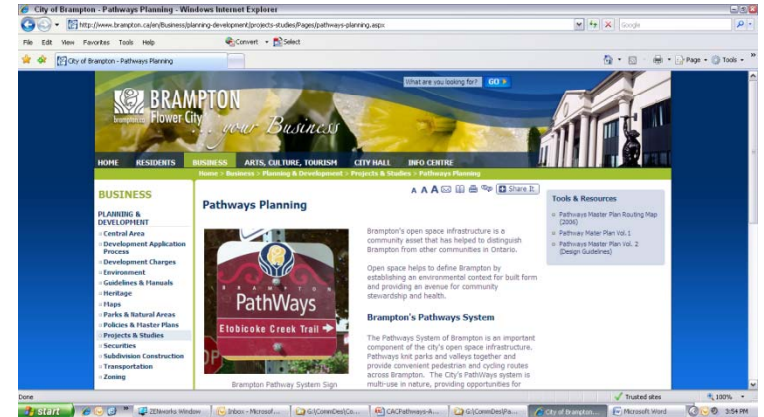 City of Brampton - Pathways Planning - Windows Internet Explorer
http://www.brampton.ca/en/Business/planning-development/projects-studies/Pages/pathways-planning.aspx
Google
File Edit View Favorites Tools Help
Convert Select
City of Brampton - Pathways Planning
Page Tools
What are you looking for? GO
BRAMPTON
brampton.ca Flower City
... your Business
HOME RESIDENTS BUSINESS ARTS, CULTURE, TOURISM CITY HALL INFO CENTRE
Home > Business > Planning & Development > Projects & Studies > Pathways Planning
BUSINESS
PLANNING &
DEVELOPMENT
Central Area
Development Application
Process
Development Charges
Environment
Guidelines & Manuals
Heritage
Maps
Parks & Natural Areas
Policies & Master Plans
Projects & Studies
Securities
Subdivision Construction
Transportation
Zoning
A A A Share It
Pathways Planning
BRAMPTON
PathWays
Etobicoke Creek Trail
OP
Brampton Pathway System Sign
Brampton's open space infrastructure is a
community asset that has helped to distinguish
Brampton from other communities in Ontario.
Open space helps to define Brampton by
establishing an environmental context for built form
and providing an avenue for community
stewardship and health.
Brampton's Pathways System
The Pathways System of Brampton is an important
component of the city's open space infrastructure.
Pathways knit parks and valleys together and
provide convenient pedestrian and cycling routes
across Brampton. The City's PathWays system is
multi-use in nature, providing opportunities for
Tools & Resources
Pathways Master Plan Routing Map
(2006)
Pathway Mater Plan Vol. 1
Pathways Master Plan Vol. 2
(Design Guidelines)
Done Trusted sites 100%
start ZENworks Window Inbox - Microsof... G:\CommDes\Co... CACPathways-A... G:\CommDes\Pa... City of Brampton... Microsoft Word 3:54 PM